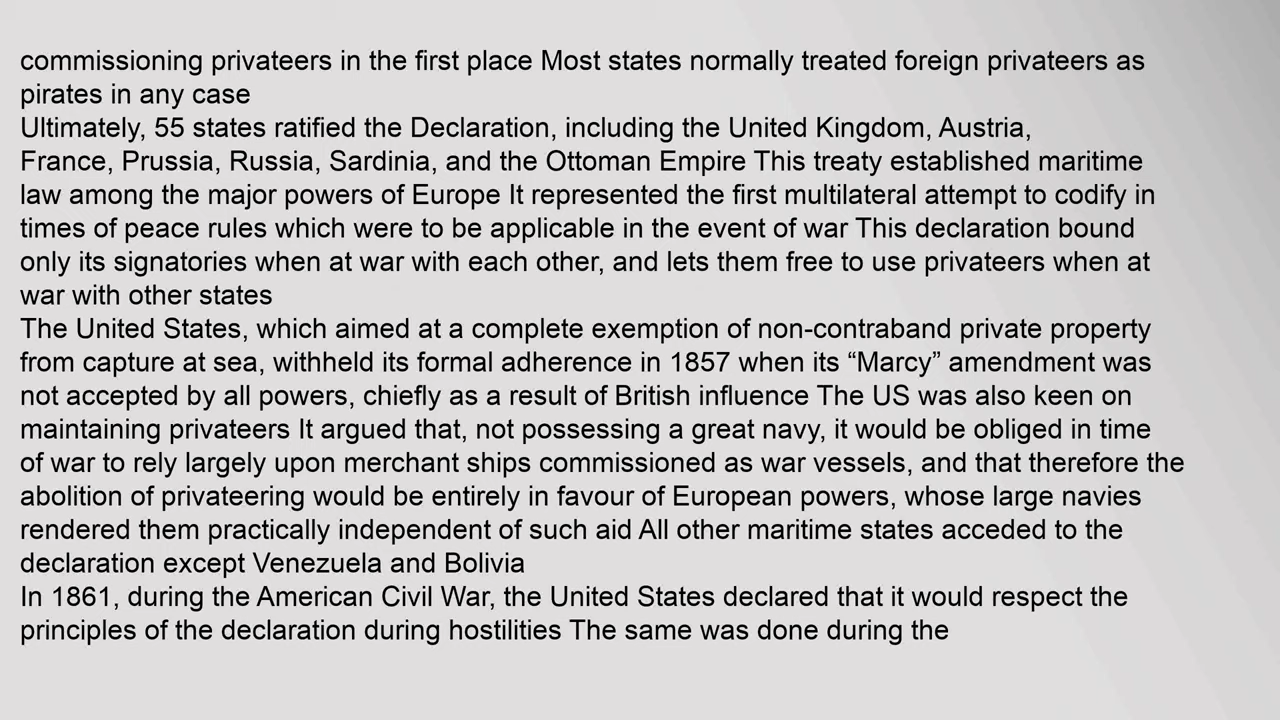 commissioning privateers in the first place Most states normally treated foreign privateers as
pirates in any case
Ultimately, 55 states ratified the Declaration, including the United Kingdom, Austria,
France, Prussia, Russia, Sardinia, and the Ottoman Empire This treaty established maritime
law among the major powers of Europe It represented the first multilateral attempt to codify in
times of peace rules which were to be applicable in the event of war This declaration bound
only its signatories when at war with each other, and lets them free to use privateers when at
war with other states
The United States, which aimed at a complete exemption of non-contraband private property
from capture at sea, withheld its formal adherence in 1857 when its “Marcy” amendment was
not accepted by all powers, chiefly as a result of British influence The US was also keen on
maintaining privateers It argued that, not possessing a great navy, it would be obliged in time
of war to rely largely upon merchant ships commissioned as war vessels, and that therefore the
abolition of privateering would be entirely in favour of European powers, whose large navies
rendered them practically independent of such aid All other maritime states acceded to the
declaration except Venezuela and Bolivia
In 1861, during the American Civil War, the United States declared that it would respect the
principles of the declaration during hostilities The same was done during the